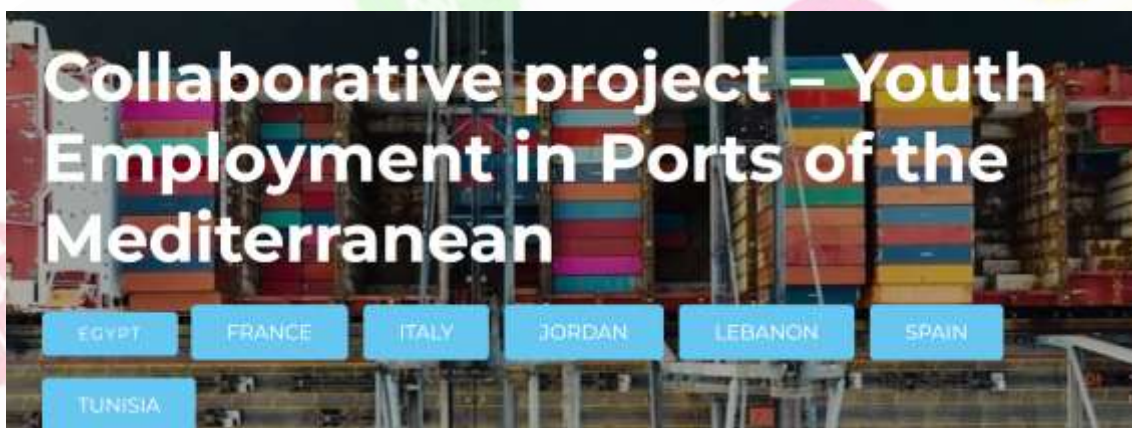 Collaborative project – Youth
Employment in Ports of the
Mediterranean
EGYPT FRANCE ITALY JORDAN LEBANON SPAIN
TUNISIA